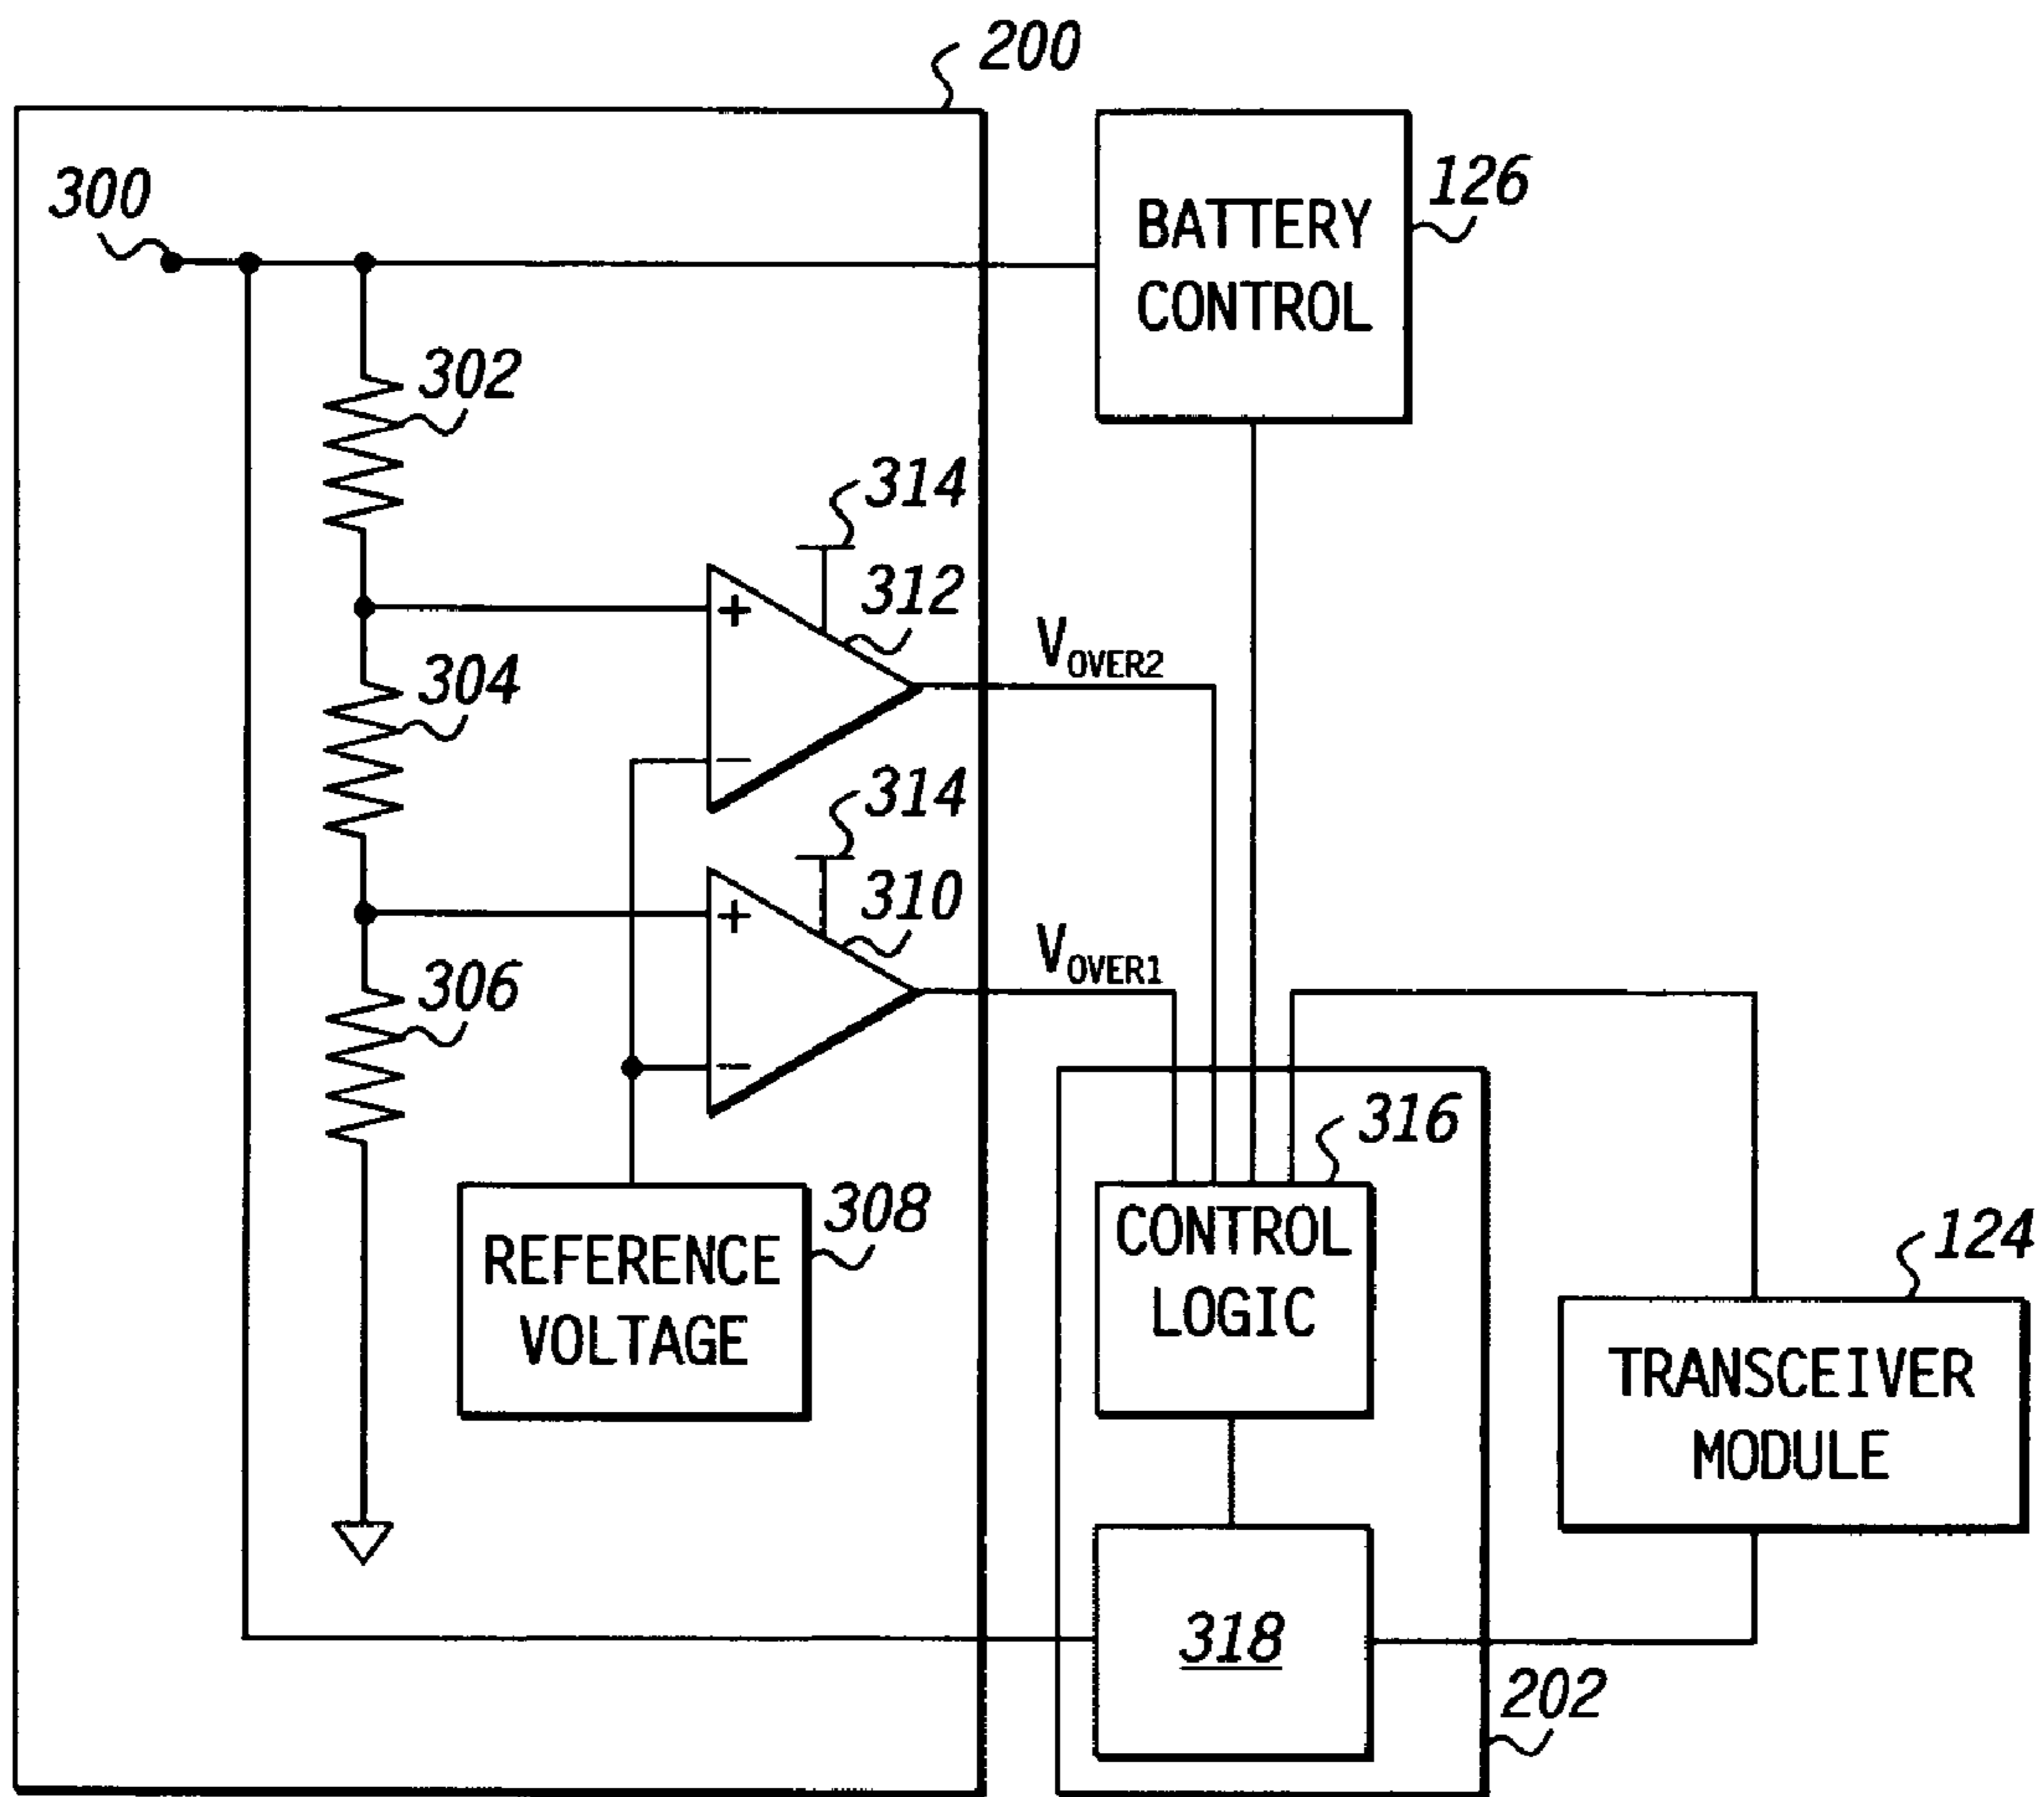 200
300
BATTERY
CONTROL
126
302
314
312
VOVER2
304
314
310
VOVER1
306
316
CONTROL
LOGIC
308
REFERENCE
VOLTAGE
124
TRANSCEIVER
MODULE
318
202